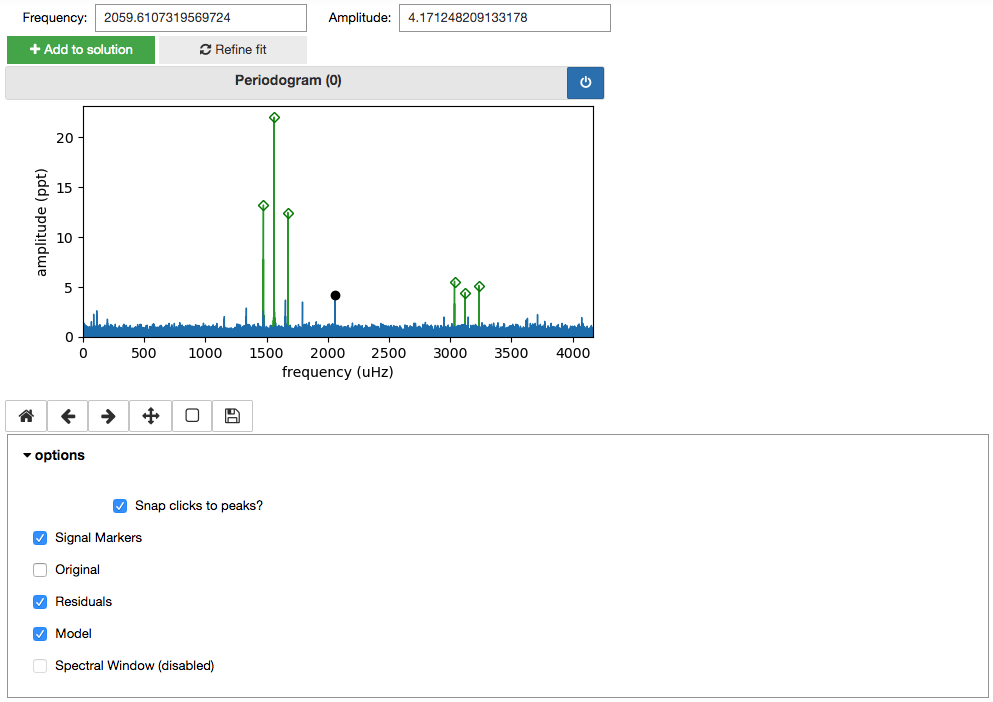 Frequency: 2059.6107319569724 Amplitude: 4.171248209133178
Add to solution Refine fit
Periodogram (0)
20
15
10
5
0
amplitude (ppt)
0 500 1000 1500 2000 2500 3000 3500 4000
frequency (uHz)
options
Snap clicks to peaks?
Signal Markers
Original
Residuals
Model
Spectral Window (disabled)